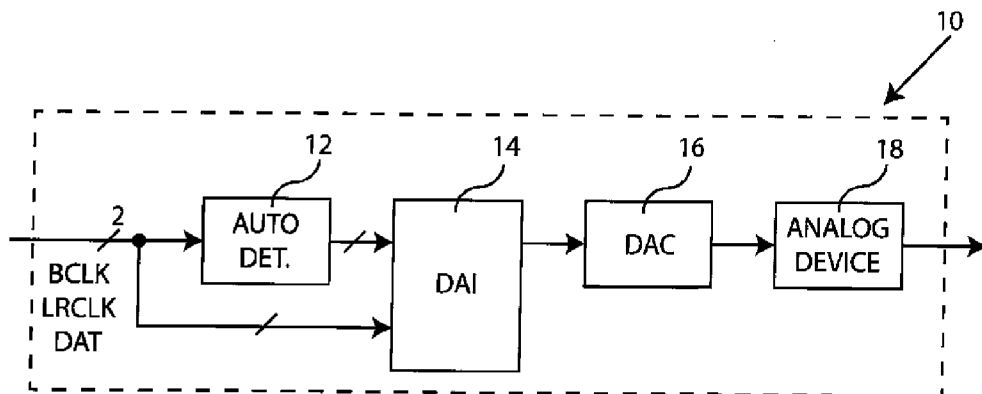 10
12
14
16
18
2
AUTO
DET.
DAI
DAC
ANALOG
DEVICE
BCLK
LRCLK
DAT